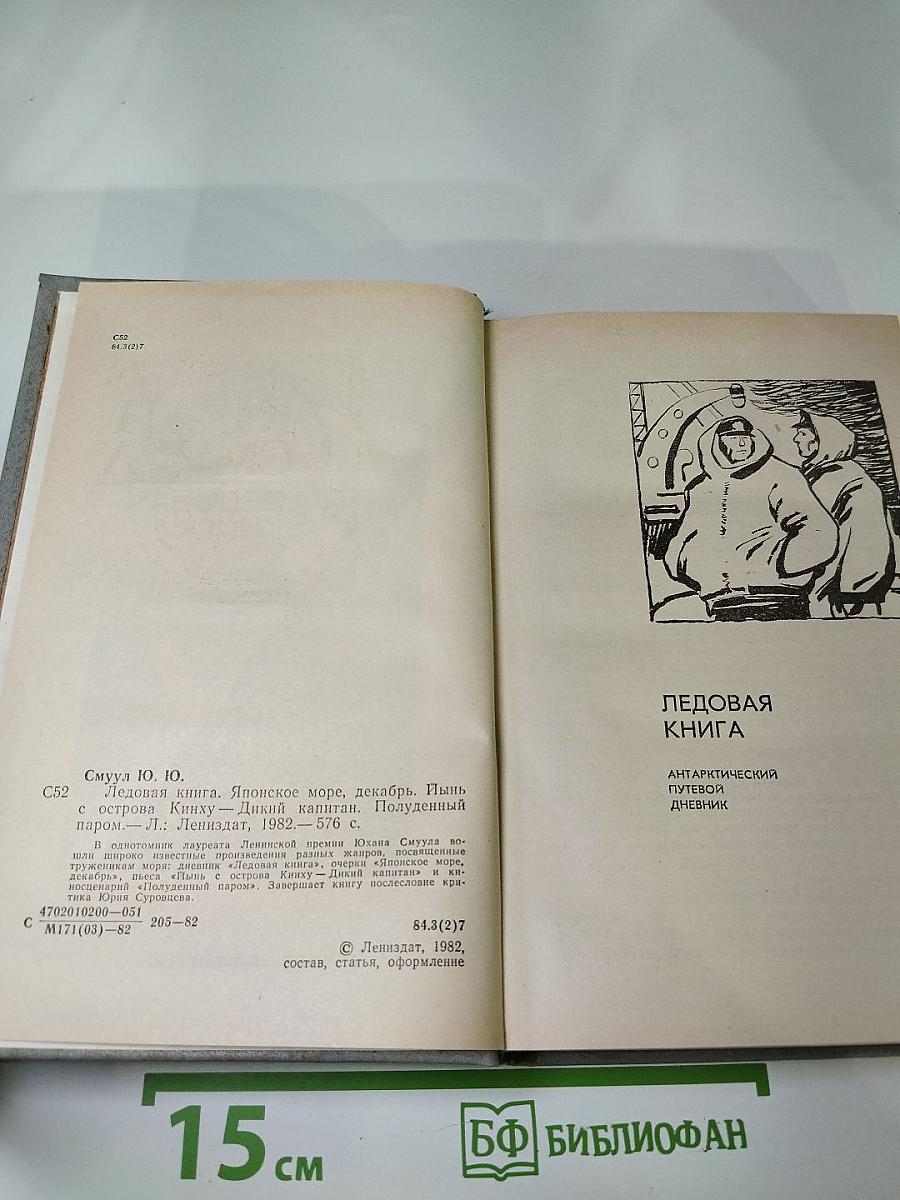 С52
84.3(2)7
Смуул Ю. Ю.
С52 Ледовая книга. Японское море, декабрь. Йынь
с острова Кинху — Дикий капитан. Полуденный
паром.— Л.: Лениздат, 1982.— 576 с.
В однотомник лауреата Ленинской премии Юхана Смуула во-
шли широко известные произведения разных жанров, посвященные
труженикам моря: дневник «Ледовая книга», очерки «Японское море,
декабрь», пьеса «Йынь с острова Кинху — Дикий капитан» и ки-
носценарий «Полуденный паром». Завершает книгу послесловие кри-
тика Юрия Суровцева.
С 4702010200—051
М171(03)—82 205—82
84.3(2)7
© Лениздат, 1982,
состав, статья, оформление
ЛЕДОВАЯ
КНИГА
АНТАРКТИЧЕСКИЙ
ПУТЕВОЙ
ДНЕВНИК
15 см
БФ БИБЛИОФАН